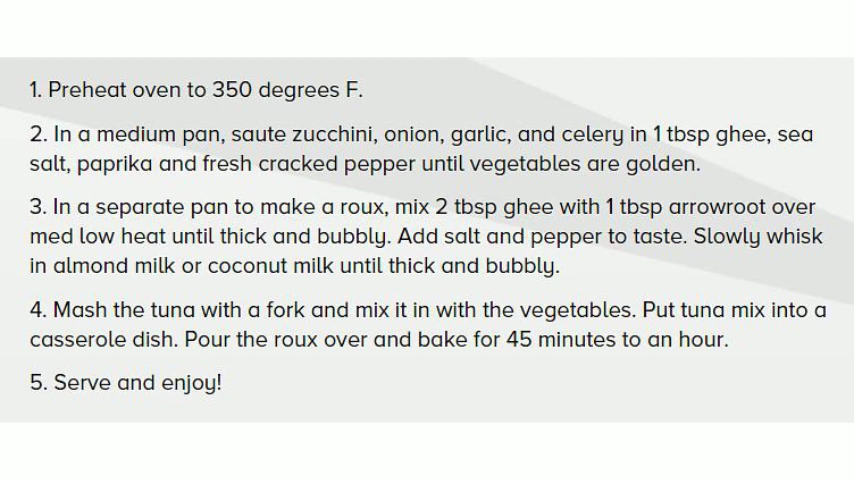 1. Preheat oven to 350 degrees F.
2. In a medium pan, saute zucchini, onion, garlic, and celery in 1 tbsp ghee, sea
salt, paprika and fresh cracked pepper until vegetables are golden.
3. In a separate pan to make a roux, mix 2 tbsp ghee with 1 tbsp arrowroot over
med low heat until thick and bubbly. Add salt and pepper to taste. Slowly whisk
in almond milk or coconut milk until thick and bubbly.
4. Mash the tuna with a fork and mix it in with the vegetables. Put tuna mix into a
casserole dish. Pour the roux over and bake for 45 minutes to an hour.
5. Serve and enjoy!